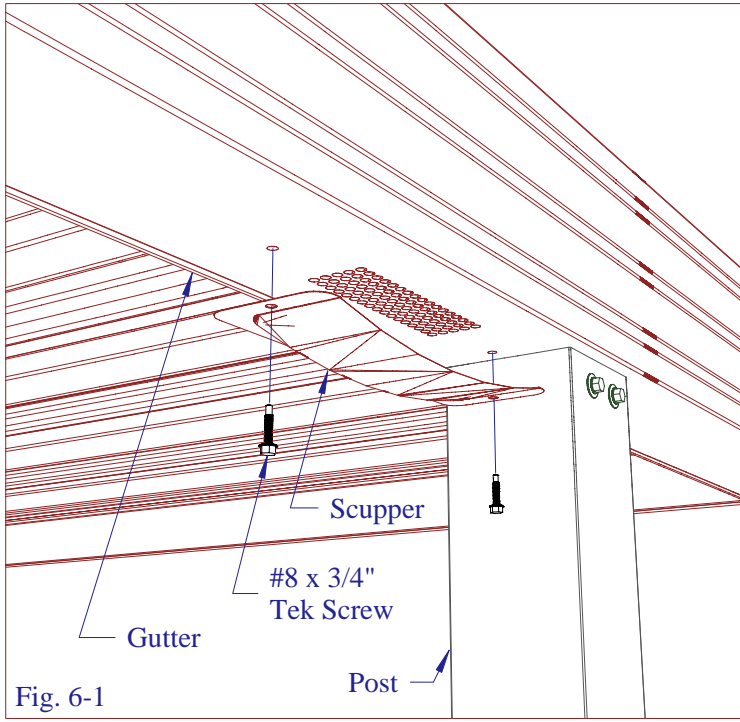 Scupper
#8 x 3/4"
Tek Screw
Gutter
Post
Fig. 6-1